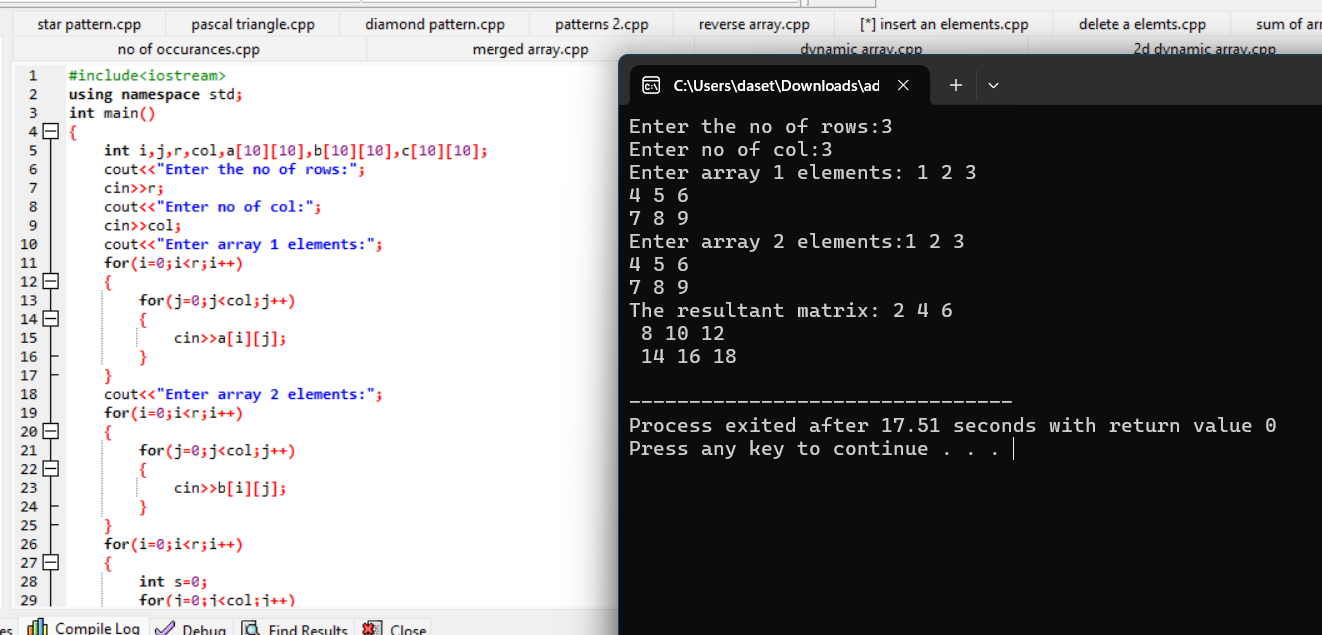 star pattern.cpp pascal triangle.cpp diamond pattern.cpp patterns 2.cpp reverse array.cpp [*] insert an elements.cpp delete a elemts.cpp sum of arr
no of occurances.cpp merged array.cpp dynamic array.cpp 2d dynamic array.cpp
1 #include<iostream>
2 using namespace std;
3 int main()
4 {
5 int i,j,r,col,a[10][10],b[10][10],c[10][10];
6 cout<<"Enter the no of rows:";
7 cin>>r;
8 cout<<"Enter no of col:";
9 cin>>col;
10 cout<<"Enter array 1 elements:";
11 for(i=0;i<r;i++)
12 {
13 for(j=0;j<col;j++)
14 {
15 cin>>a[i][j];
16 }
17 }
18 cout<<"Enter array 2 elements:";
19 for(i=0;i<r;i++)
20 {
21 for(j=0;j<col;j++)
22 {
23 cin>>b[i][j];
24 }
25 }
26 for(i=0;i<r;i++)
27 {
28 int s=0;
29 for(j=0;j<col;j++)
es Compile Log Debug Find Results Close
C:\Users\daset\Downloads\ad
Enter the no of rows:3
Enter no of col:3
Enter array 1 elements: 1 2 3
4 5 6
7 8 9
Enter array 2 elements:1 2 3
4 5 6
7 8 9
The resultant matrix: 2 4 6
8 10 12
14 16 18
--------------------------------
Process exited after 17.51 seconds with return value 0
Press any key to continue . . .